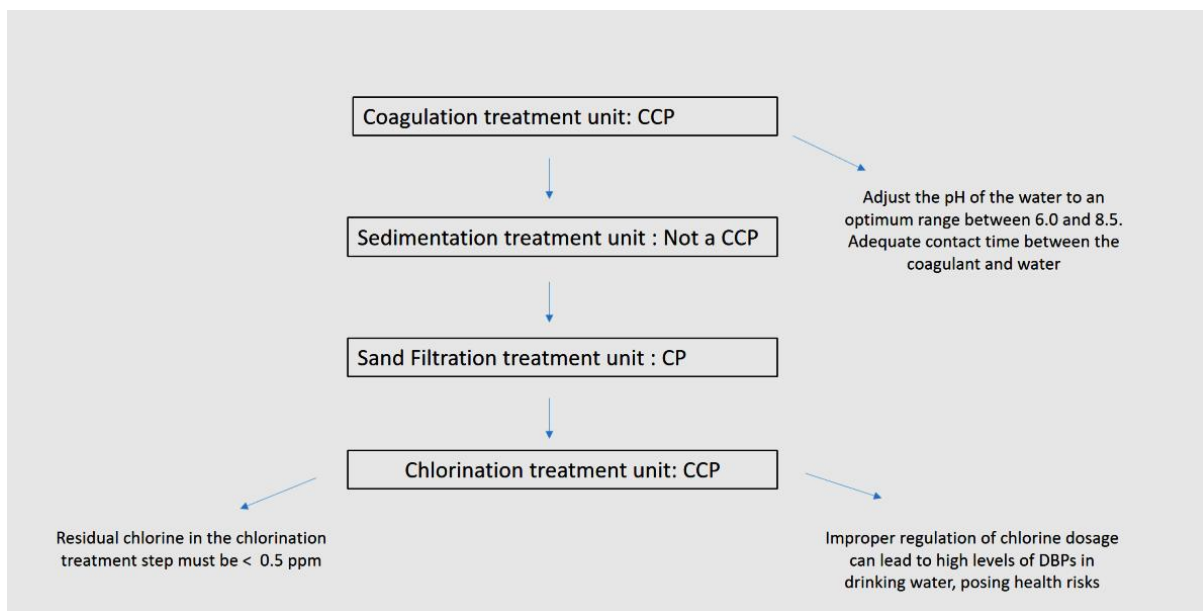 Coagulation treatment unit: CCP
Adjust the pH of the water to an
optimum range between 6.0 and 8.5.
Adequate contact time between the
coagulant and water
Sedimentation treatment unit : Not a CCP
Sand Filtration treatment unit : CP
Chlorination treatment unit: CCP
Residual chlorine in the chlorination
treatment step must be < 0.5 ppm
Improper regulation of chlorine dosage
can lead to high levels of DBPs in
drinking water, posing health risks